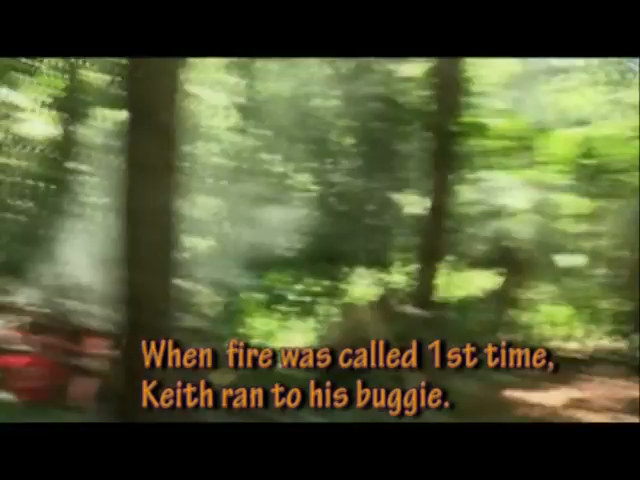 When fire was called 1st time,
Keith ran to his buggie.